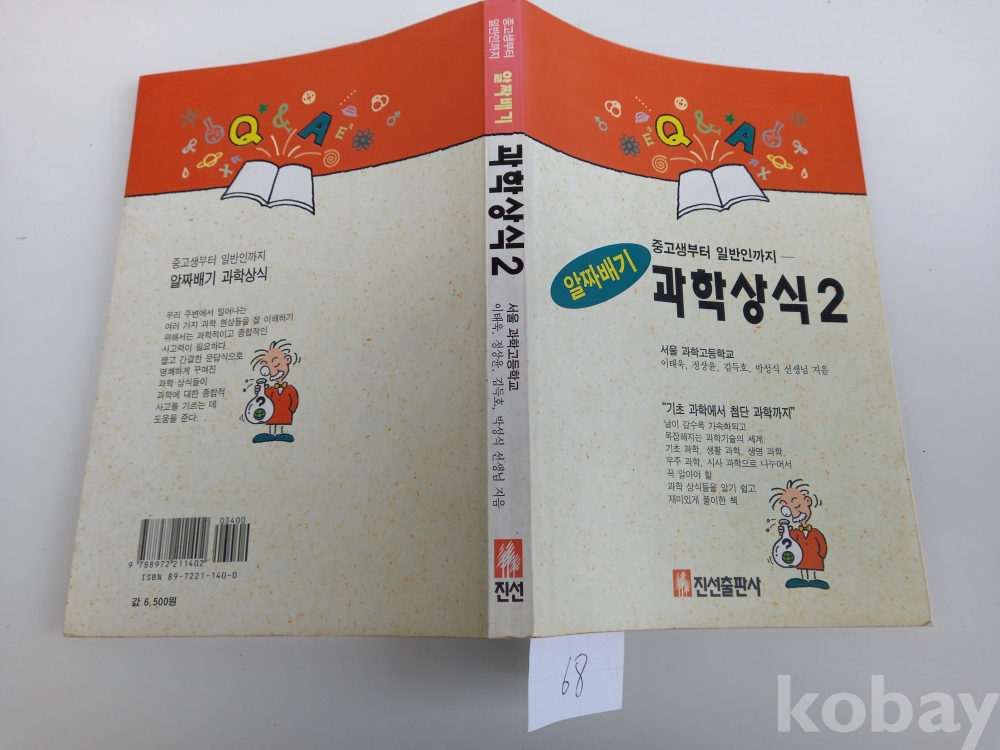 Q & A
E
중고생부터 일반인까지
알짜배기 과학상식
우리 주변에서 일어나는
여러 가지 과학 현상들을 잘 이해하기
위해서는 과학적이고 종합적인
사고력이 필요하다.
짧고 간결한 문답식으로
명쾌하게 꾸며진
과학 상식들이
과학에 대한 종합적
사고를 기르는 데
도움을 준다.
?
03400
9 788972 211402
ISBN 89-7221-140-0
값 6,500원
중고생부터
일반인까지
알짜배기
과학상식 2
서울 과학고등학교
이태욱, 정상윤, 김득호, 박성식 선생님 지음
진선
Q & A
E
중고생부터 일반인까지
알짜배기
과학상식 2
서울 과학고등학교
이태욱, 정상윤, 김득호, 박성식 선생님 지음
"기초 과학에서 첨단 과학까지"
날이 갈수록 가속화되고
복잡해지는 과학기술의 세계.
기초 과학, 생활 과학, 생명 과학,
우주 과학, 시사 과학으로 나누어서
꼭 알아야 할
과학 상식들을 알기 쉽고
재미있게 풀이한 책.
?
진선출판사
68
kobay